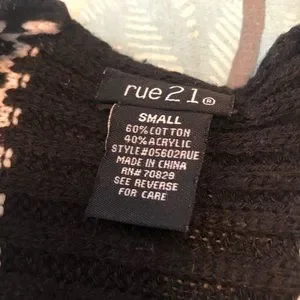 rue21®
SMALL
60%COTTON
40%ACRYLIC
STYLE#05602RUE
MADE IN CHINA
RN# 70829
SEE REVERSE
FOR CARE